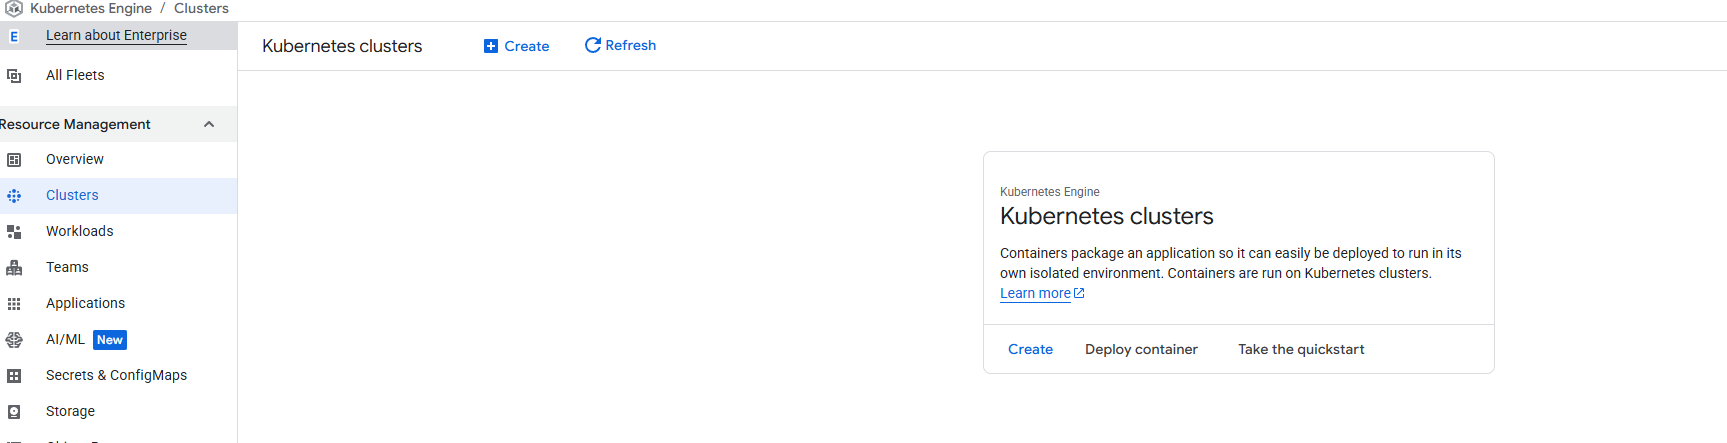 Kubernetes Engine / Clusters
E Learn about Enterprise
All Fleets
Resource Management
Overview
Clusters
Workloads
Teams
Applications
AI/ML New
Secrets & ConfigMaps
Storage
Kubernetes clusters
Create
Refresh
Kubernetes Engine
Kubernetes clusters
Containers package an application so it can easily be deployed to run in its
own isolated environment. Containers are run on Kubernetes clusters.
Learn more
Create Deploy container Take the quickstart